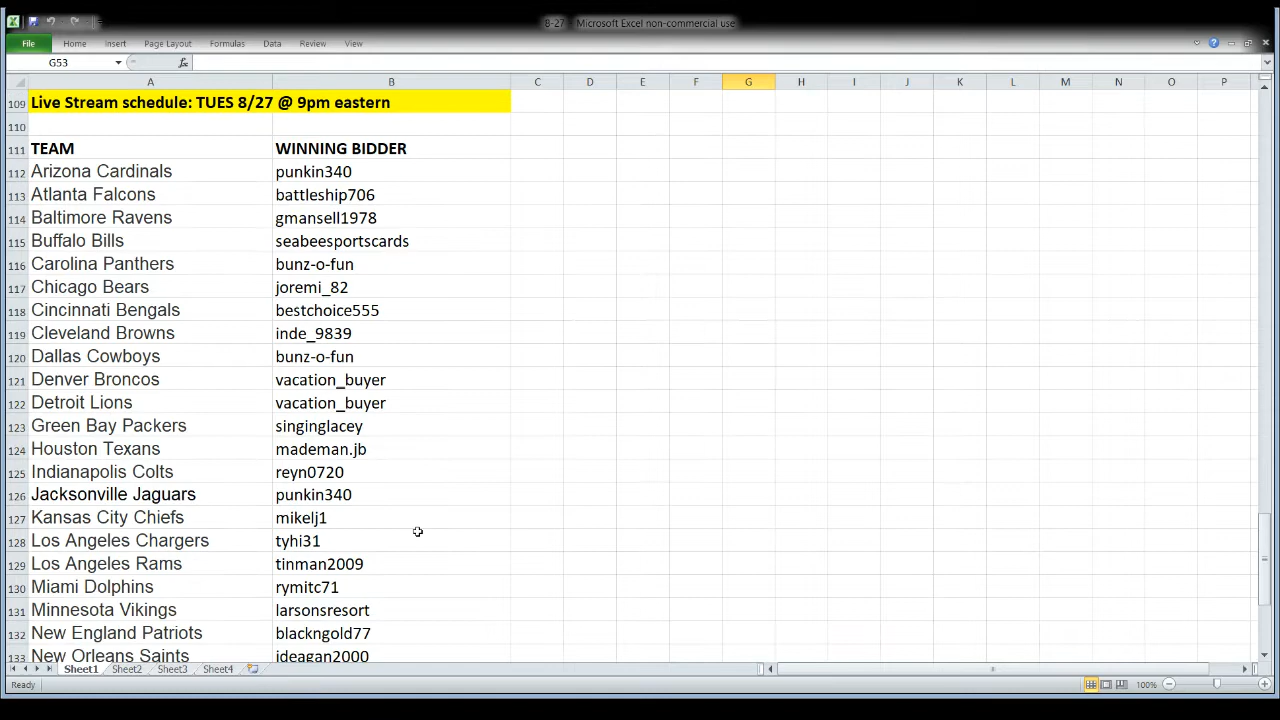 8-27 - Microsoft Excel non-commercial use
File Home Insert Page Layout Formulas Data Review View
G53 fx
A B C D E F G H I J K L M N O P
109 Live Stream schedule: TUES 8/27 @ 9pm eastern
110
111 TEAM WINNING BIDDER
112 Arizona Cardinals punkin340
113 Atlanta Falcons battleship706
114 Baltimore Ravens gmansell1978
115 Buffalo Bills seabeesportscards
116 Carolina Panthers bunz-o-fun
117 Chicago Bears joremi_82
118 Cincinnati Bengals bestchoice555
119 Cleveland Browns inde_9839
120 Dallas Cowboys bunz-o-fun
121 Denver Broncos vacation_buyer
122 Detroit Lions vacation_buyer
123 Green Bay Packers singinglacey
124 Houston Texans mademan.jb
125 Indianapolis Colts reyn0720
126 Jacksonville Jaguars punkin340
127 Kansas City Chiefs mikelj1
128 Los Angeles Chargers tyhi31
129 Los Angeles Rams tinman2009
130 Miami Dolphins rymitc71
131 Minnesota Vikings larsonsresort
132 New England Patriots blackngold77
133 New Orleans Saints jdeagan2000
Sheet1 Sheet2 Sheet3 Sheet4
Ready 100%